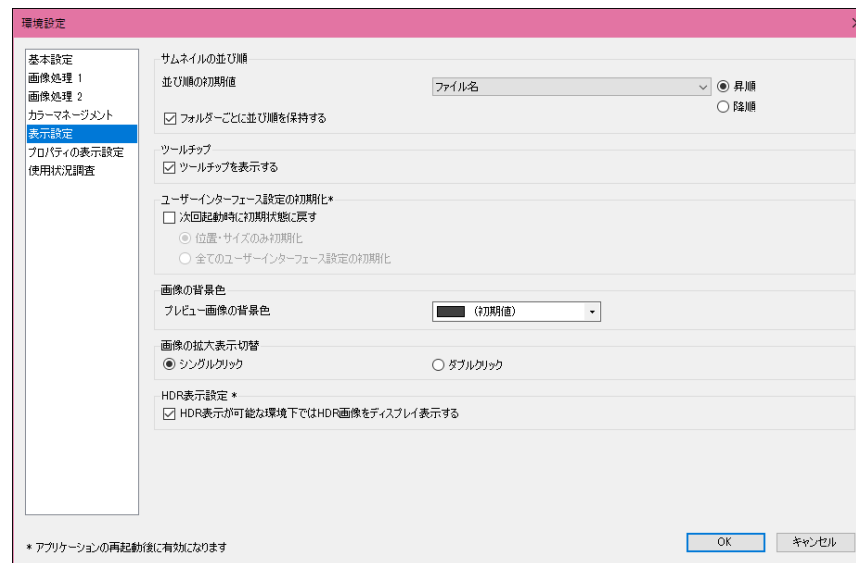 環境設定
基本設定
画像処理 1
画像処理 2
カラーマネージメント
表示設定
プロパティの表示設定
使用状況調査
サムネイルの並び順
並び順の初期値
ファイル名
昇順
降順
フォルダーごとに並び順を保持する
ツールチップ
ツールチップを表示する
ユーザーインターフェース設定の初期化*
次回起動時に初期状態に戻す
位置・サイズのみ初期化
全てのユーザーインターフェース設定の初期化
画像の背景色
プレビュー画像の背景色
(初期値)
画像の拡大表示切替
シングルクリック
ダブルクリック
HDR表示設定 *
HDR表示が可能な環境下ではHDR画像をディスプレイ表示する
* アプリケーションの再起動後に有効になります
OK
キャンセル